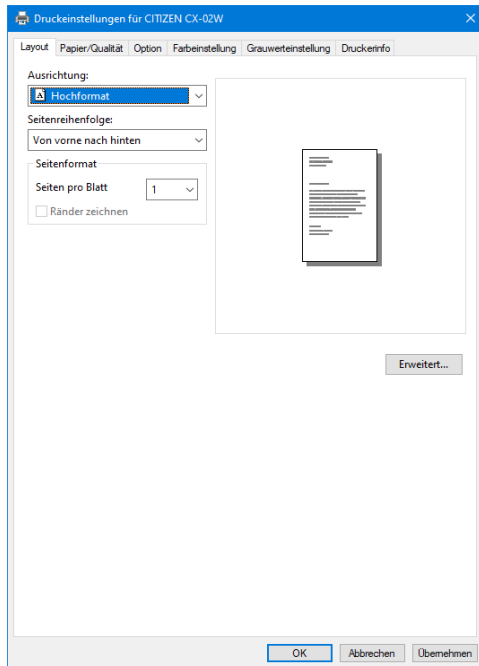 Druckeinstellungen für CITIZEN CX-02W
Layout Papier/Qualität Option Farbeinstellung Grauwerteinstellung Druckerinfo
Ausrichtung:
A Hochformat
Seitenreihenfolge:
Von vorne nach hinten
Seitenformat
Seiten pro Blatt 1
Ränder zeichnen
Erweitert...
OK Abbrechen Übernehmen